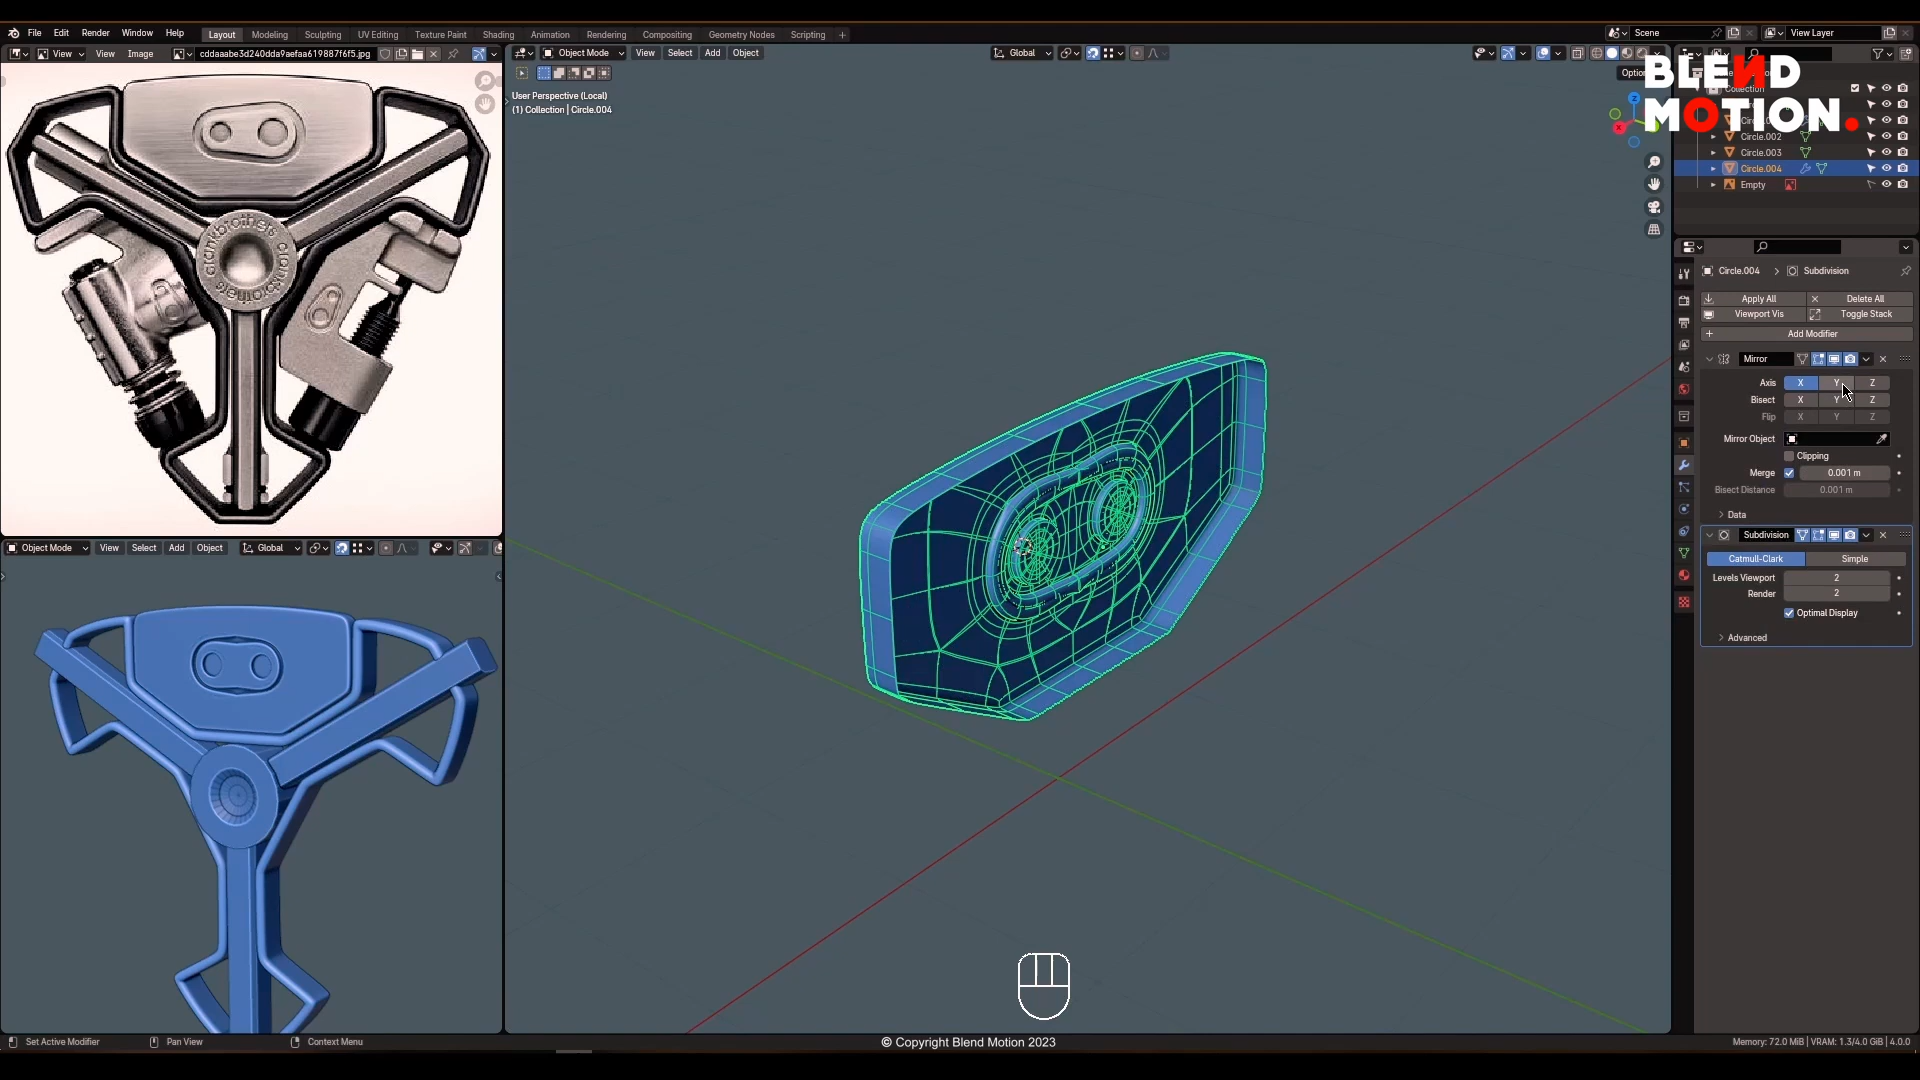 File Edit Render Window Help Layout Modeling Sculpting UV Editing Texture Paint Shading Animation Rendering Compositing Geometry Nodes Scripting + Scene View Layer
View View Image cddaaabe3d240dda9aefaa619887f6f5.jpg
Object Mode View Select Add Object Global
Options
User Perspective (Local)
(1) Collection | Circle.004
BLEND
MOTION.
Collection
Circle.002
Circle.003
Circle.004
Empty
Circle.004 > Subdivision
Apply All Delete All
Viewport Vis Toggle Stack
+ Add Modifier
Mirror
Axis X Y Z
Bisect X Y Z
Flip X Y Z
Mirror Object
Clipping
Merge 0.001 m
Bisect Distance 0.001 m
Data
Subdivision
Catmull-Clark Simple
Levels Viewport 2
Render 2
Optimal Display
Advanced
crankbrothers crankbrothers
Object Mode View Select Add Object Global
Set Active Modifier Pan View Context Menu
© Copyright Blend Motion 2023
Memory: 72.0 MiB | VRAM: 1.3/4.0 GiB | 4.0.0